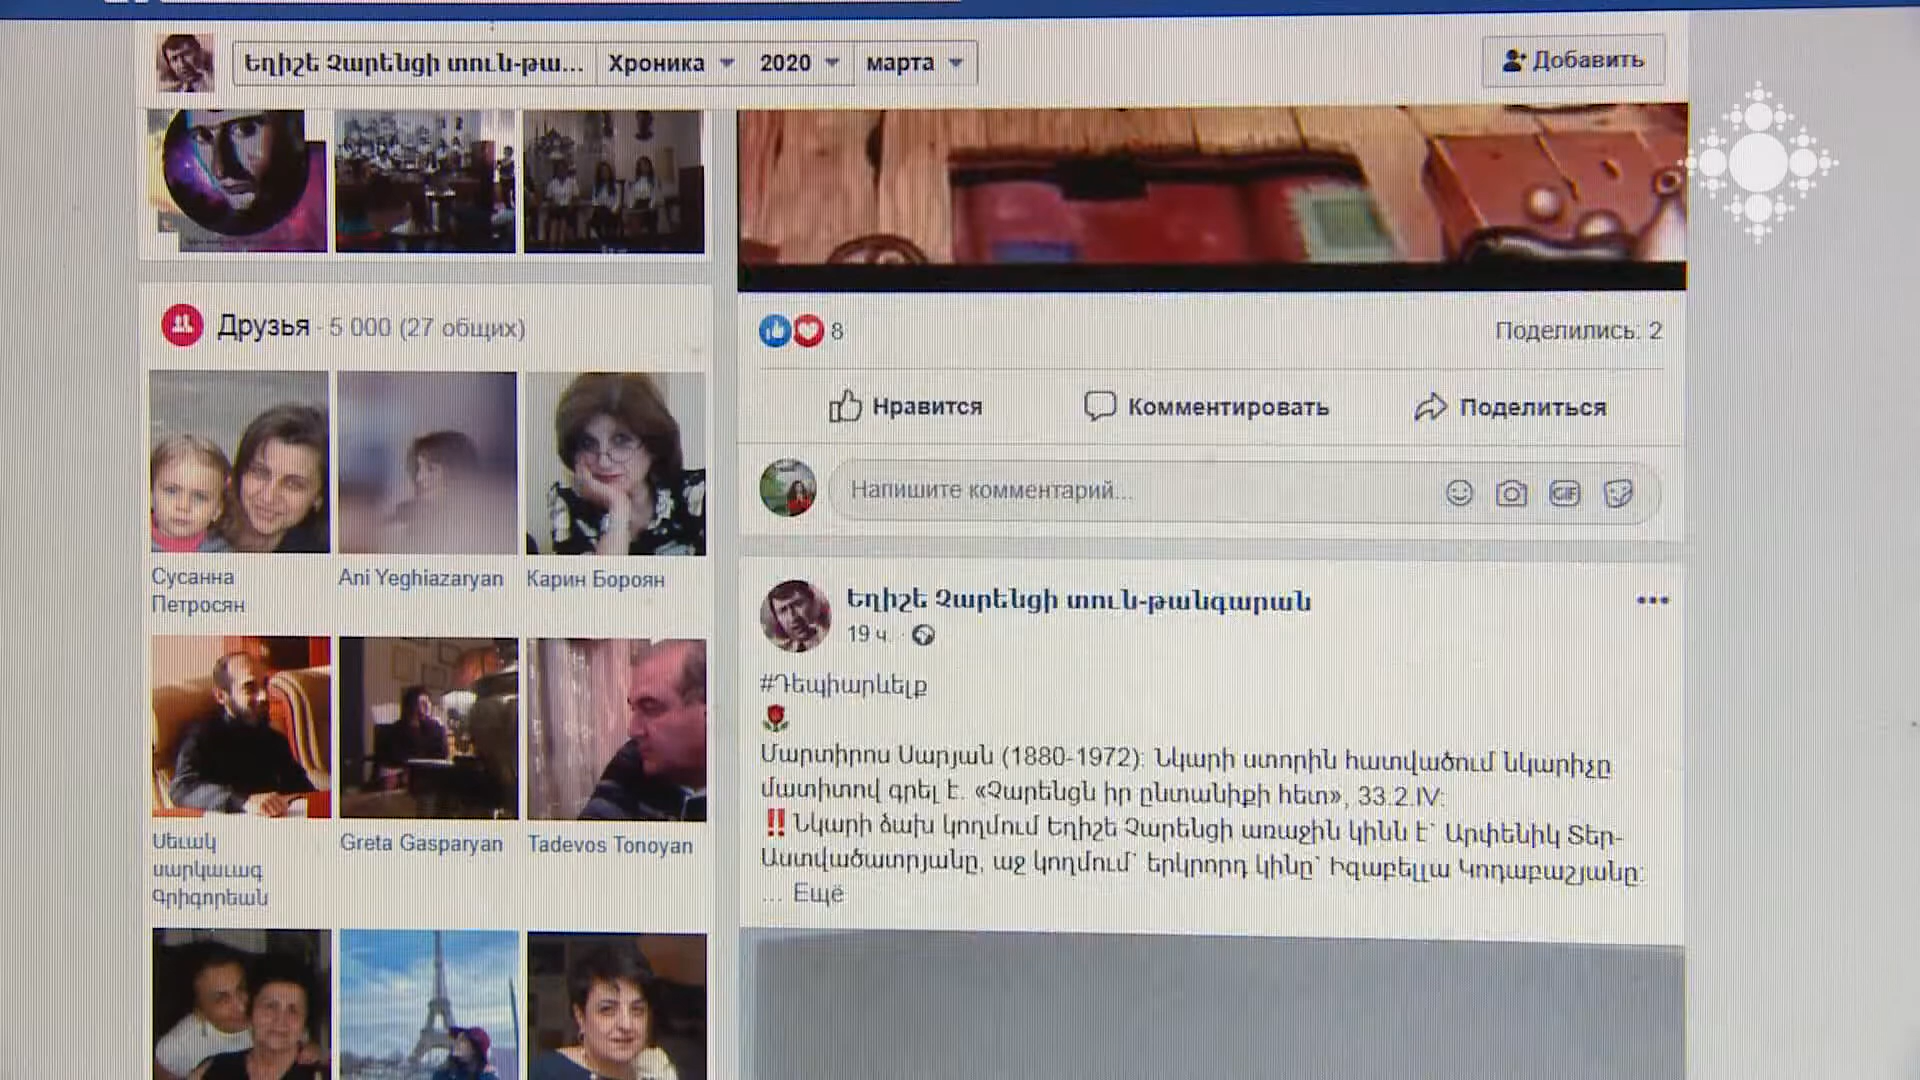 Եղիշե Չարենցի տուն-թա...
Хроника
2020
марта
Добавить
Друзья · 5 000 (27 общих)
Сусанна
Петросян
Ani Yeghiazaryan
Карин Бороян
Սեւակ
սարկաւագ
Գրիգորեան
Greta Gasparyan
Tadevos Tonoyan
8
Поделились: 2
Нравится
Комментировать
Поделиться
Напишите комментарий...
GIF
Եղիշե Չարենցի տուն-թանգարան
19 ч. ·
#Դեպիարևելք
Մարտիրոս Սարյան (1880-1972): Նկարի ստորին հատվածում նկարիչը
մատիտով գրել է. «Չարենցն իր ընտանիքի հետ», 33.2.IV:
‼Նկարի ձախ կողմում Եղիշե Չարենցի առաջին կինն է՝ Արփենիկ Տեր-
Աստվածատրյանը, աջ կողմում՝ երկրորդ կինը՝ Իզաբելլա Կոդաբաշյանը:
... Ещё